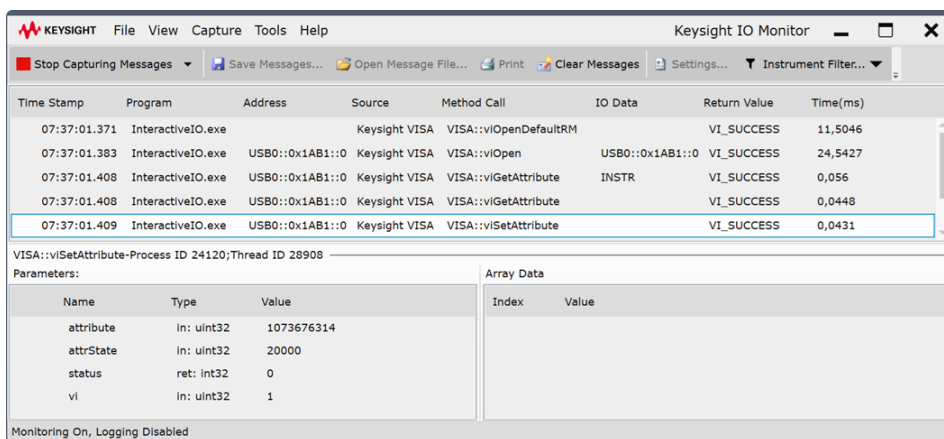 KEYSIGHT File View Capture Tools Help Keysight IO Monitor
Stop Capturing Messages Save Messages... Open Message File... Print Clear Messages Settings... Instrument Filter...
Time Stamp Program Address Source Method Call IO Data Return Value Time(ms)
07:37:01.371 InteractiveIO.exe Keysight VISA VISA::viOpenDefaultRM VI_SUCCESS 11,5046
07:37:01.383 InteractiveIO.exe USB0::0x1AB1::0 Keysight VISA VISA::viOpen USB0::0x1AB1::0 VI_SUCCESS 24,5427
07:37:01.408 InteractiveIO.exe USB0::0x1AB1::0 Keysight VISA VISA::viGetAttribute INSTR VI_SUCCESS 0,056
07:37:01.408 InteractiveIO.exe USB0::0x1AB1::0 Keysight VISA VISA::viGetAttribute VI_SUCCESS 0,0448
07:37:01.409 InteractiveIO.exe USB0::0x1AB1::0 Keysight VISA VISA::viSetAttribute VI_SUCCESS 0,0431
VISA::viSetAttribute-Process ID 24120;Thread ID 28908
Parameters: Array Data
Name Type Value Index Value
attribute in: uint32 1073676314
attrState in: uint32 20000
status ret: int32 0
vi in: uint32 1
Monitoring On, Logging Disabled